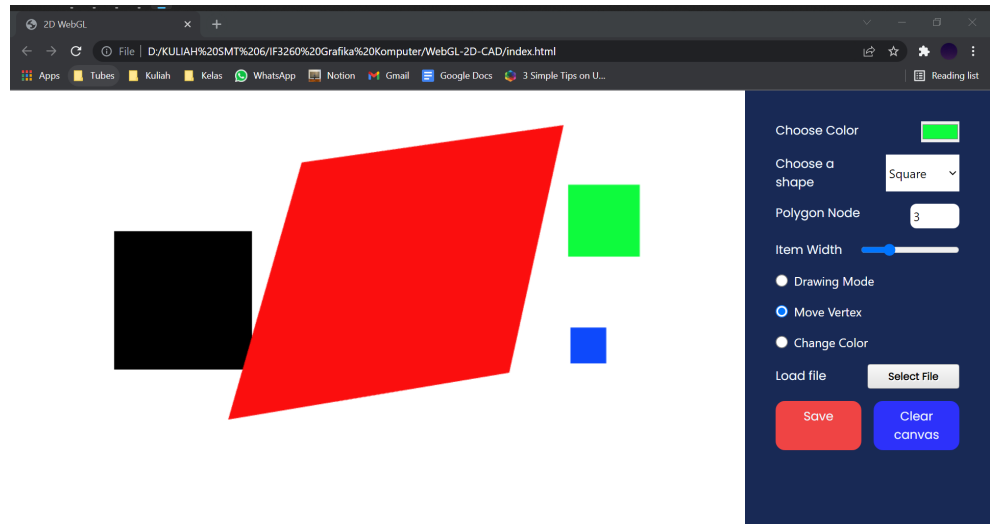 2D WebGL
File D:/KULIAH%20SMT%206/IF3260%20Grafika%20Komputer/WebGL-2D-CAD/index.html
Apps Tubes Kuliah Kelas WhatsApp Notion Gmail Google Docs 3 Simple Tips on U... Reading list
Choose Color
Choose a
shape
Square
Polygon Node 3
Item Width
Drawing Mode
Move Vertex
Change Color
Load file Select File
Save
Clear
canvas